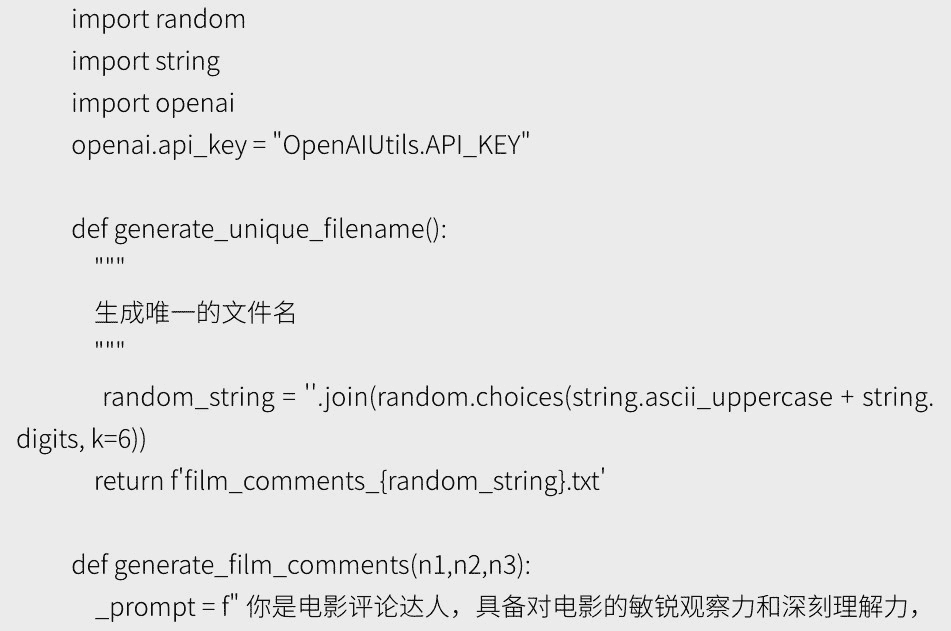 import random
import string
import openai
openai.api_key = "OpenAIUtils.API_KEY"
def generate_unique_filename():
"""
生成唯一的文件名
"""
random_string = ''.join(random.choices(string.ascii_uppercase + string.
digits, k=6))
return f'film_comments_{random_string}.txt'
def generate_film_comments(n1,n2,n3):
_prompt = f" 你是电影评论达人，具备对电影的敏锐观察力和深刻理解力，